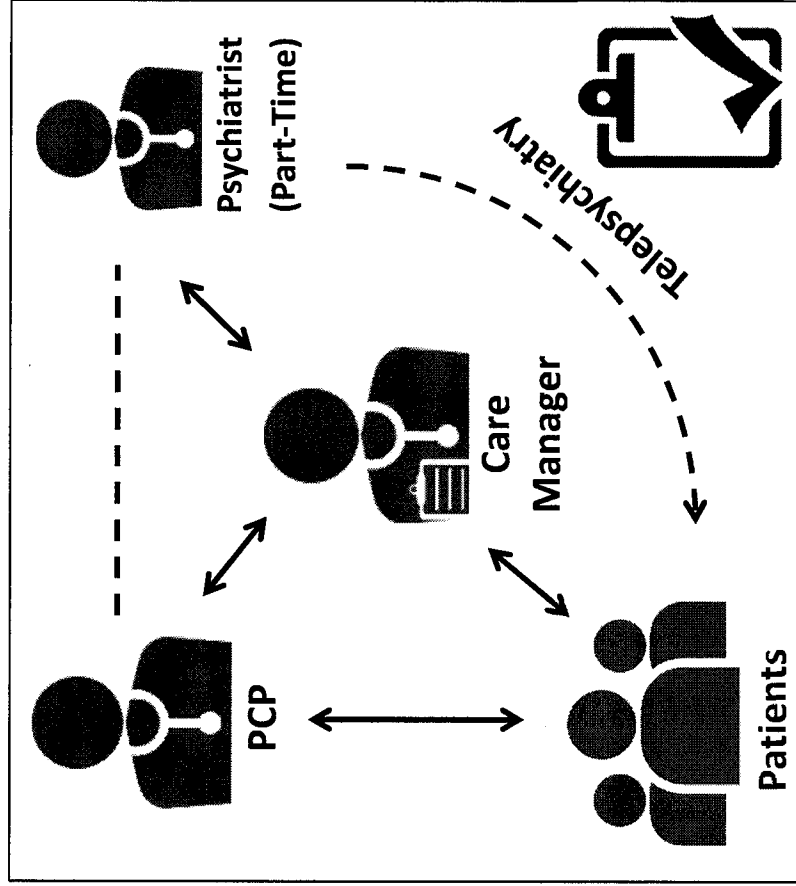 PCP
Psychiatrist
(Part-Time)
Care
Manager
Telepsychiatry
Patients